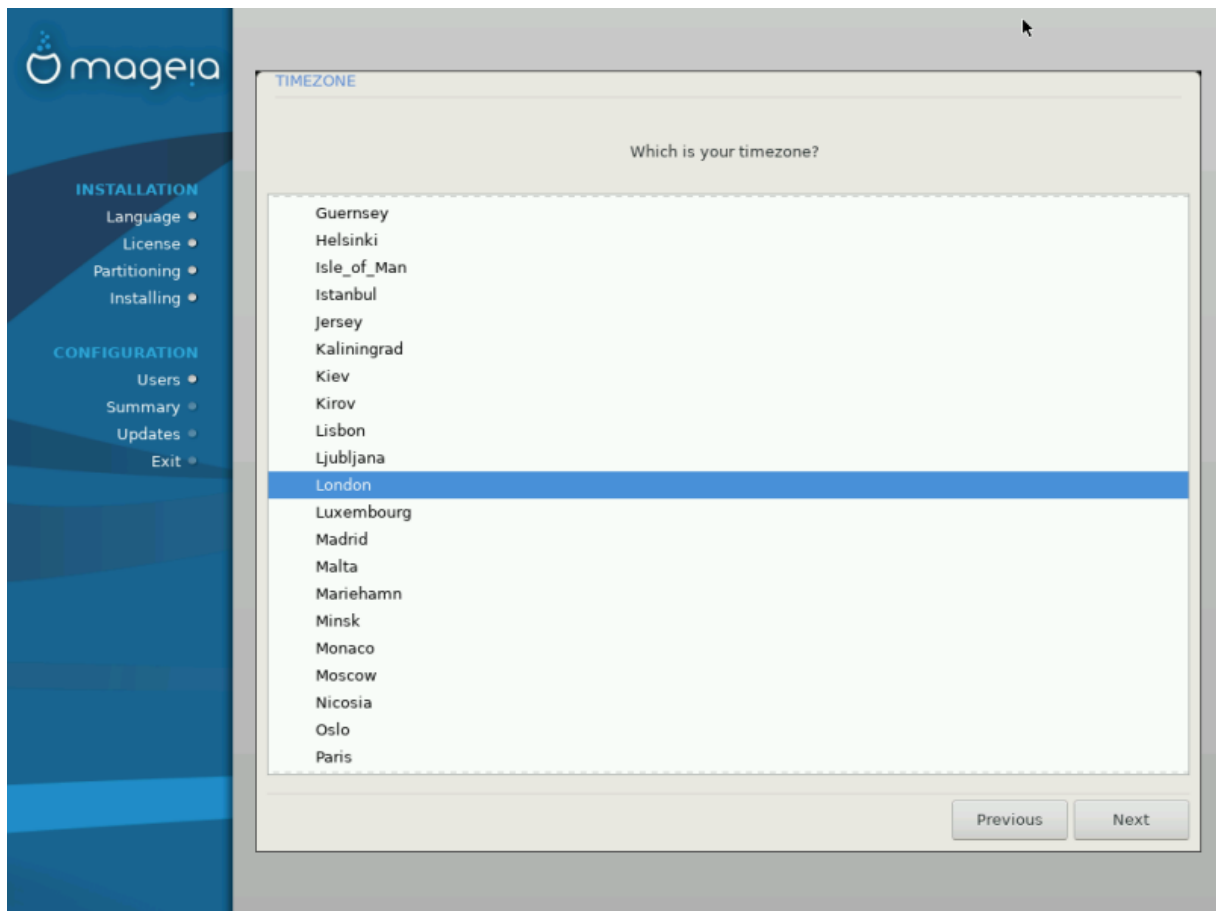 mageia
INSTALLATION
Language
License
Partitioning
Installing
CONFIGURATION
Users
Summary
Updates
Exit
TIMEZONE
Which is your timezone?
Guernsey
Helsinki
Isle_of_Man
Istanbul
Jersey
Kaliningrad
Kiev
Kirov
Lisbon
Ljubljana
London
Luxembourg
Madrid
Malta
Mariehamn
Minsk
Monaco
Moscow
Nicosia
Oslo
Paris
Previous
Next